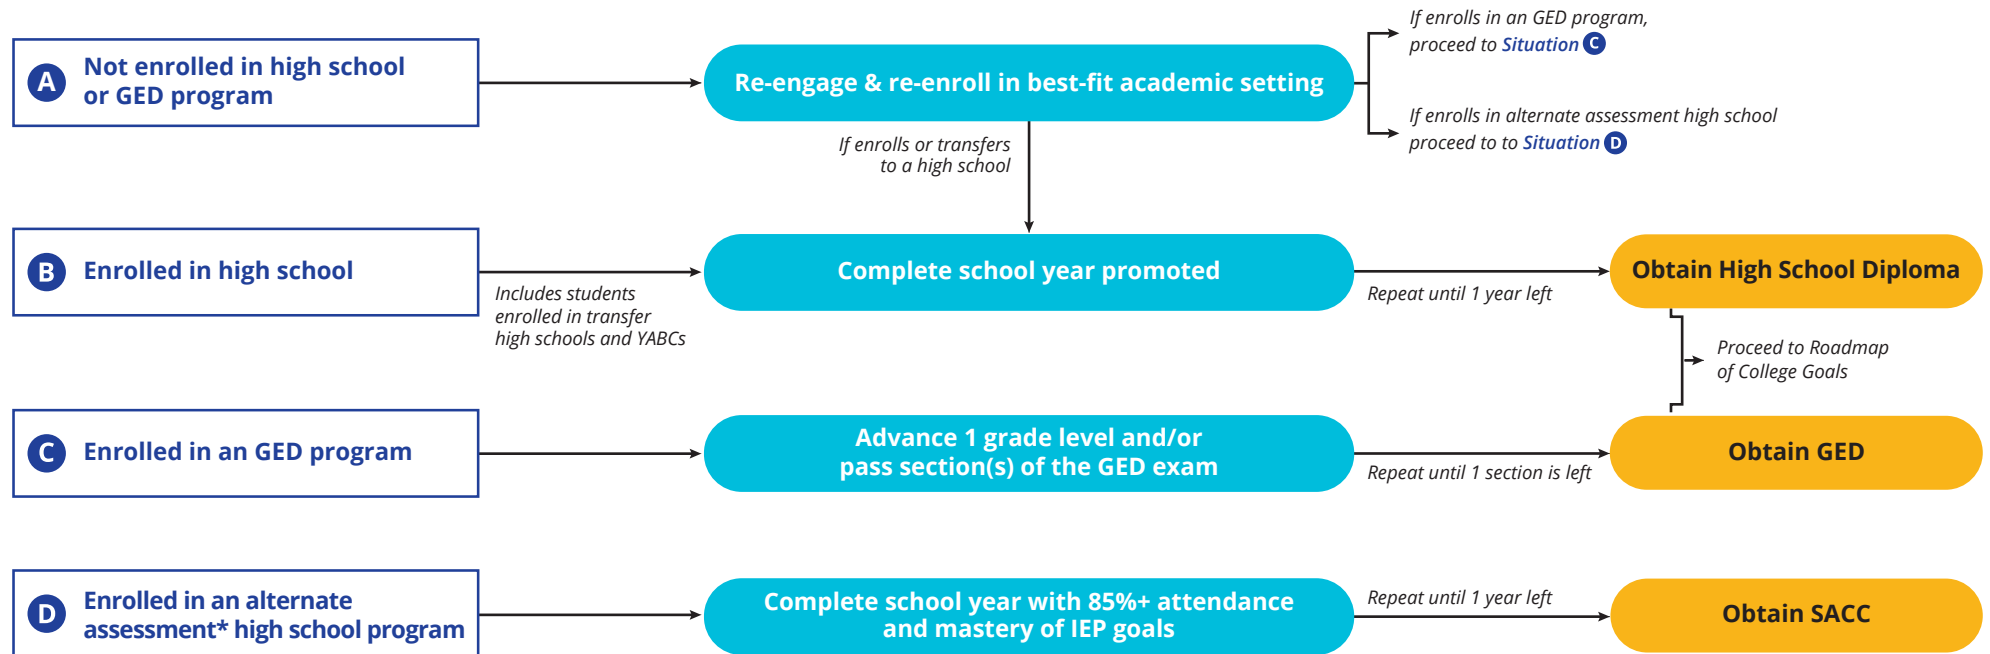 A
Not enrolled in high school
or GED program
Re-engage & re-enroll in best-fit academic setting
If enrolls in an GED program,
proceed to Situation C
If enrolls in alternate assessment high school
proceed to to Situation D
If enrolls or transfers
to a high school
B
Enrolled in high school
Includes students
enrolled in transfer
high schools and YABCs
Complete school year promoted
Repeat until 1 year left
Obtain High School Diploma
Proceed to Roadmap
of College Goals
C
Enrolled in an GED program
Advance 1 grade level and/or
pass section(s) of the GED exam
Repeat until 1 section is left
Obtain GED
D
Enrolled in an alternate
assessment* high school program
Complete school year with 85%+ attendance
and mastery of IEP goals
Repeat until 1 year left
Obtain SACC